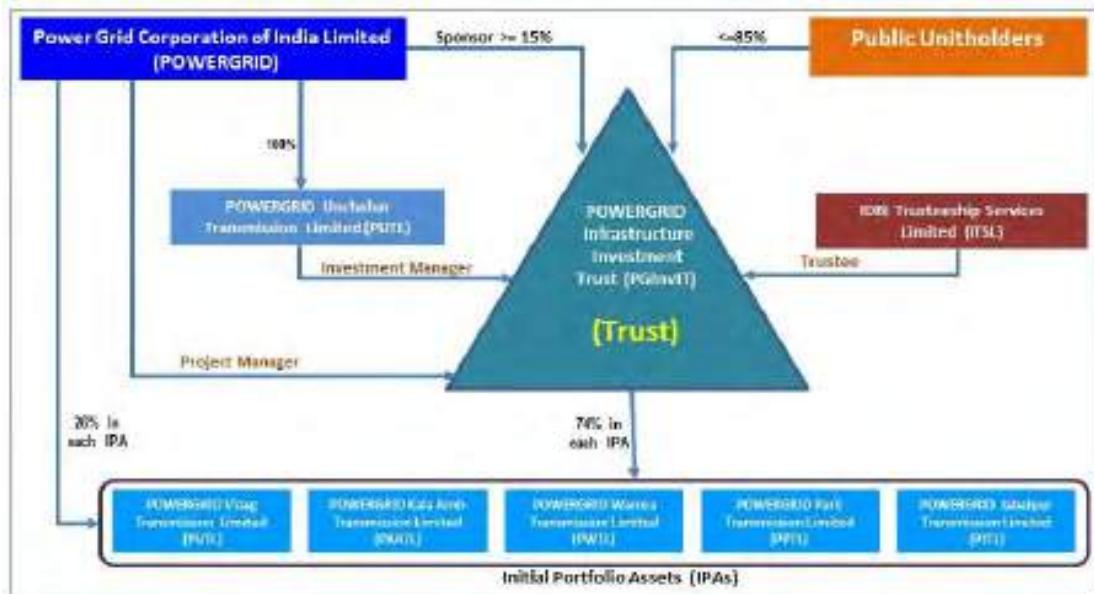 Power Grid Corporation of India Limited
(POWERGRID)
Sponsor >= 15%
<=85%
Public Unitholders
100%
POWERGRID Unchahar
Transmission Limited (PUTL)
POWERGRID
Infrastructure
Investment
Trust (PGInvIT)
(Trust)
IDBI Trusteeship Services
Limited (ITSL)
Investment Manager
Trustee
Project Manager
26% in
each IPA
74% in
each IPA
POWERGRID Vizag
Transmission Limited
POWERGRID Kala Amb
Transmission Limited
(PKATL)
POWERGRID Warora
Transmission Limited
(PWTL)
POWERGRID Parli
Transmission Limited
(PPTL)
POWERGRID Jabalpur
Transmission Limited
(PJTL)
Initial Portfolio Assets (IPAs)